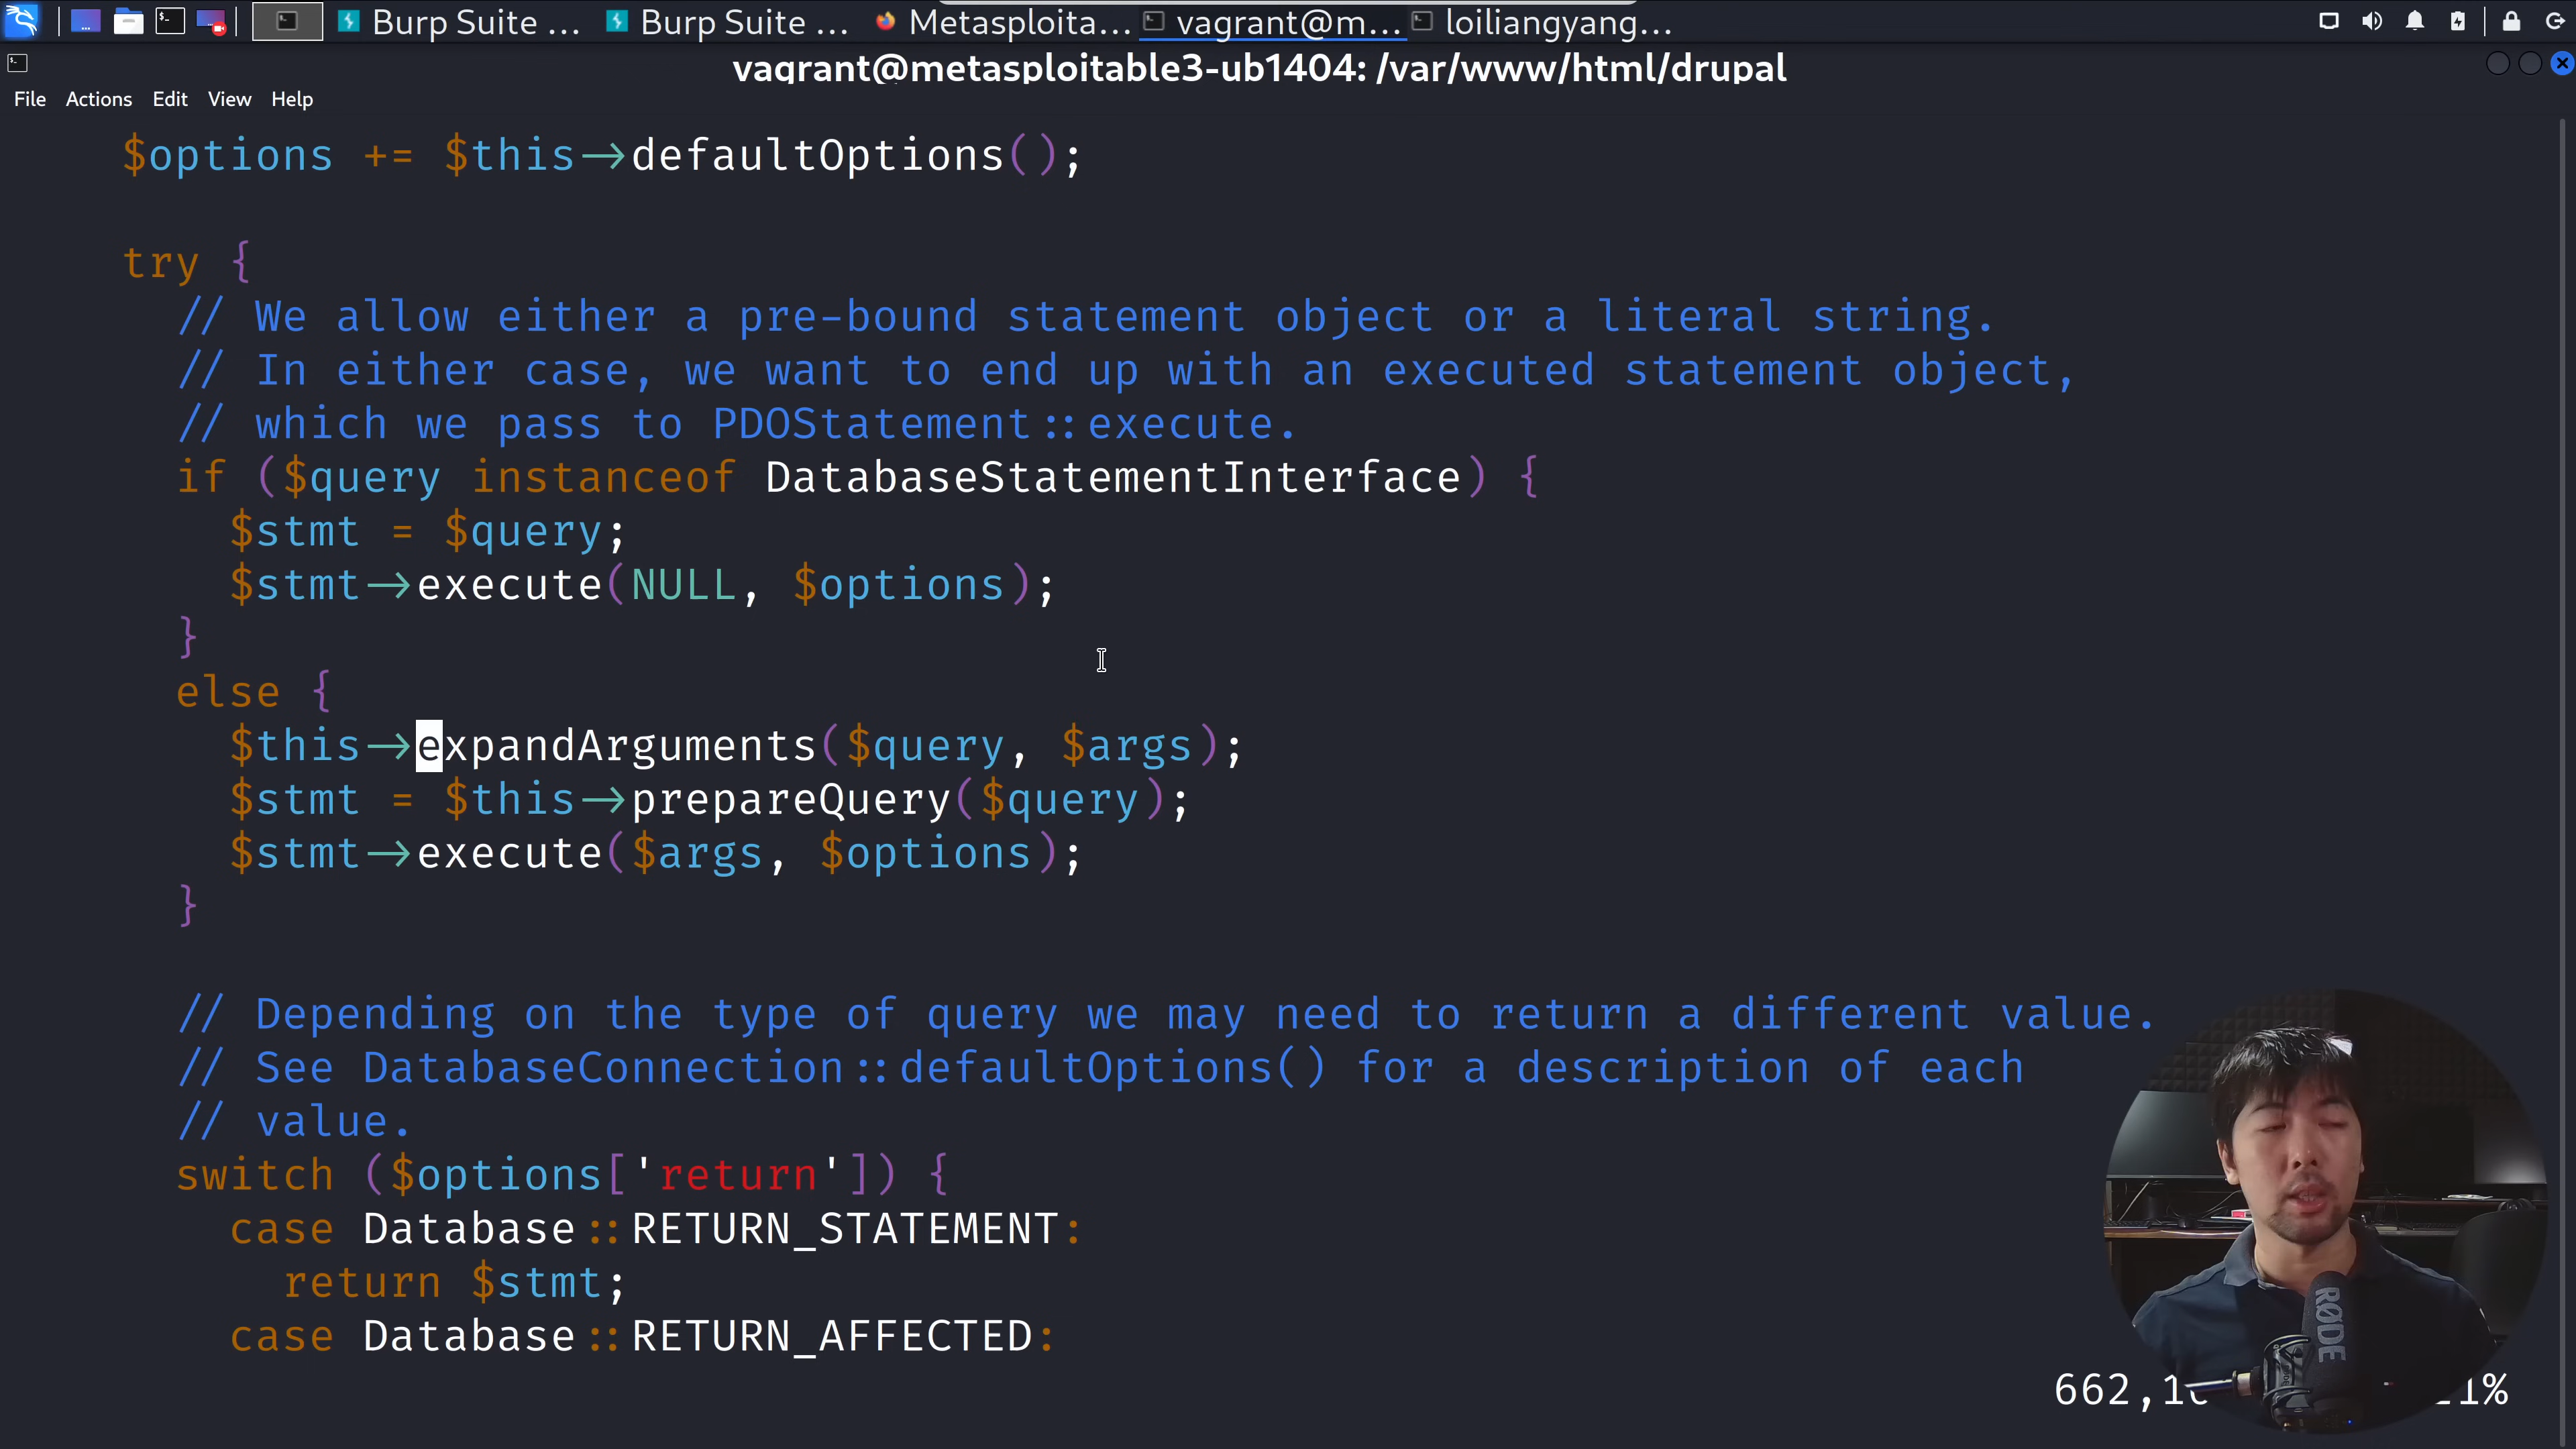 Burp Suite ... Burp Suite ... Metasploita... vagrant@m... loiliangyang...
vagrant@metasploitable3-ub1404: /var/www/html/drupal
File Actions Edit View Help
$options += $this->defaultOptions();
try {
// We allow either a pre-bound statement object or a literal string.
// In either case, we want to end up with an executed statement object,
// which we pass to PDOStatement::execute.
if ($query instanceof DatabaseStatementInterface) {
$stmt = $query;
$stmt->execute(NULL, $options);
}
else {
$this->expandArguments($query, $args);
$stmt = $this->prepareQuery($query);
$stmt->execute($args, $options);
}
// Depending on the type of query we may need to return a different value.
// See DatabaseConnection::defaultOptions() for a description of each
// value.
switch ($options['return']) {
case Database::RETURN_STATEMENT:
return $stmt;
case Database::RETURN_AFFECTED:
RØDE